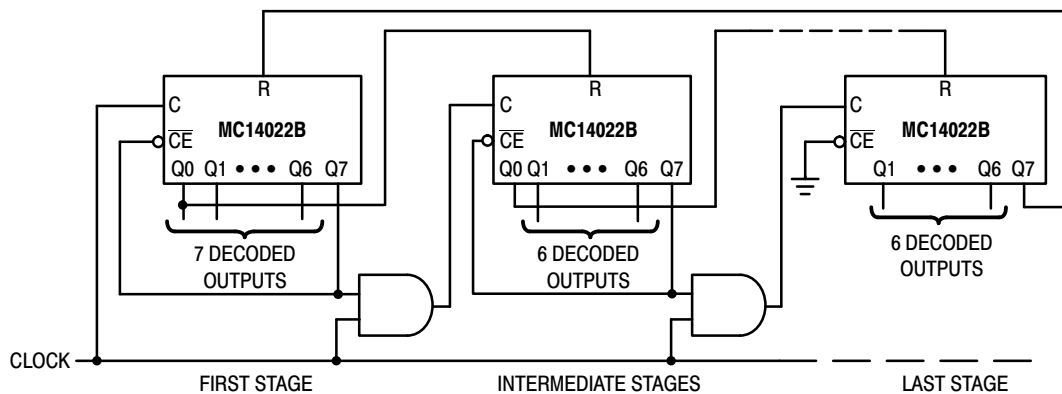 R
C
MC14022B
CE
Q0 Q1 ••• Q6 Q7
7 DECODED
OUTPUTS
R
C
MC14022B
CE
Q0 Q1 ••• Q6 Q7
6 DECODED
OUTPUTS
R
C
MC14022B
CE
Q1 ••• Q6 Q7
6 DECODED
OUTPUTS
CLOCK
FIRST STAGE
INTERMEDIATE STAGES
LAST STAGE